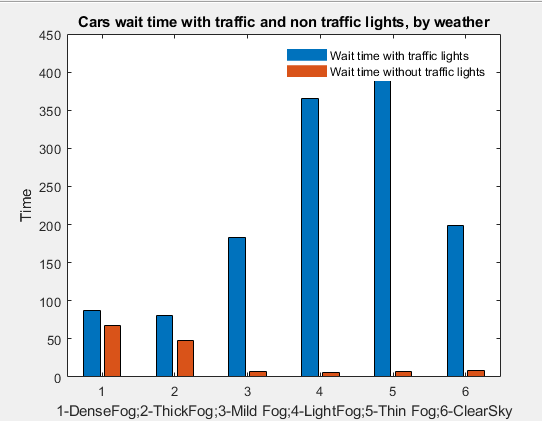 Cars wait time with traffic and non traffic lights, by weather
450
400
350
300
250
200
150
100
50
0
Time
Wait time with traffic lights
Wait time without traffic lights
1 2 3 4 5 6
1-DenseFog;2-ThickFog;3-Mild Fog;4-LightFog;5-Thin Fog;6-ClearSky